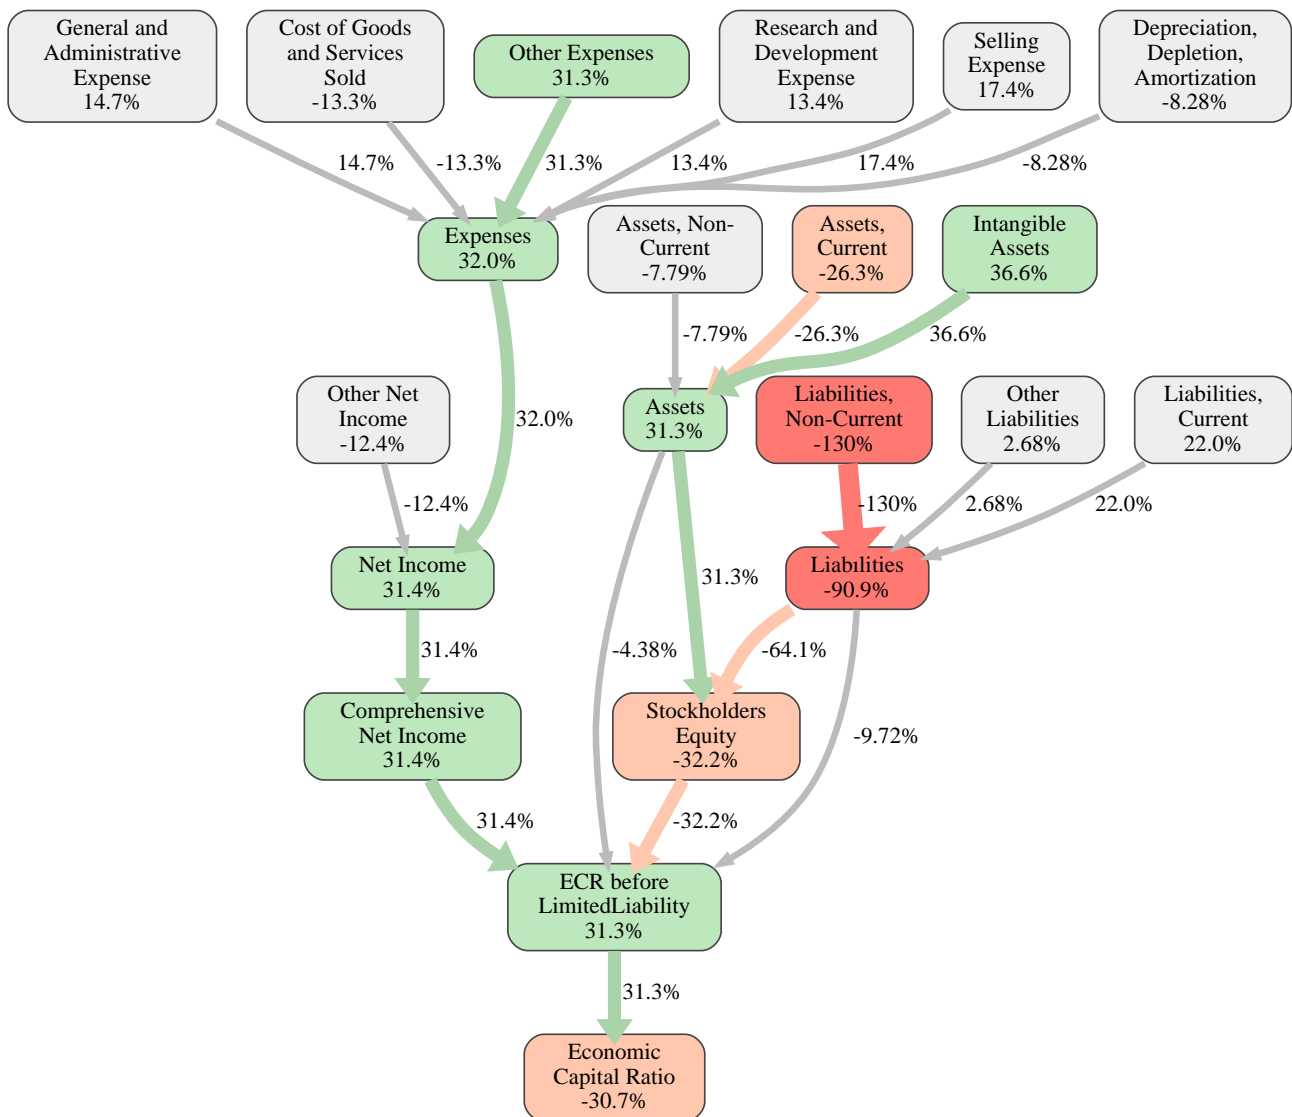 General and
Administrative
Expense
14.7%
Cost of Goods
and Services
Sold
-13.3%
Other Expenses
31.3%
Research and
Development
Expense
13.4%
Selling
Expense
17.4%
Depreciation,
Depletion,
Amortization
-8.28%
14.7%
-13.3%
31.3%
13.4%
17.4%
-8.28%
Expenses
32.0%
Assets, Non-
Current
-7.79%
Assets,
Current
-26.3%
Intangible
Assets
36.6%
-7.79%
-26.3%
36.6%
Other Net
Income
-12.4%
32.0%
Assets
31.3%
Liabilities,
Non-Current
-130%
Other
Liabilities
2.68%
Liabilities,
Current
22.0%
-12.4%
-130%
2.68%
22.0%
Net Income
31.4%
31.3%
Liabilities
-90.9%
31.4%
-4.38%
-64.1%
-9.72%
Comprehensive
Net Income
31.4%
Stockholders
Equity
-32.2%
31.4%
-32.2%
ECR before
LimitedLiability
31.3%
31.3%
Economic
Capital Ratio
-30.7%